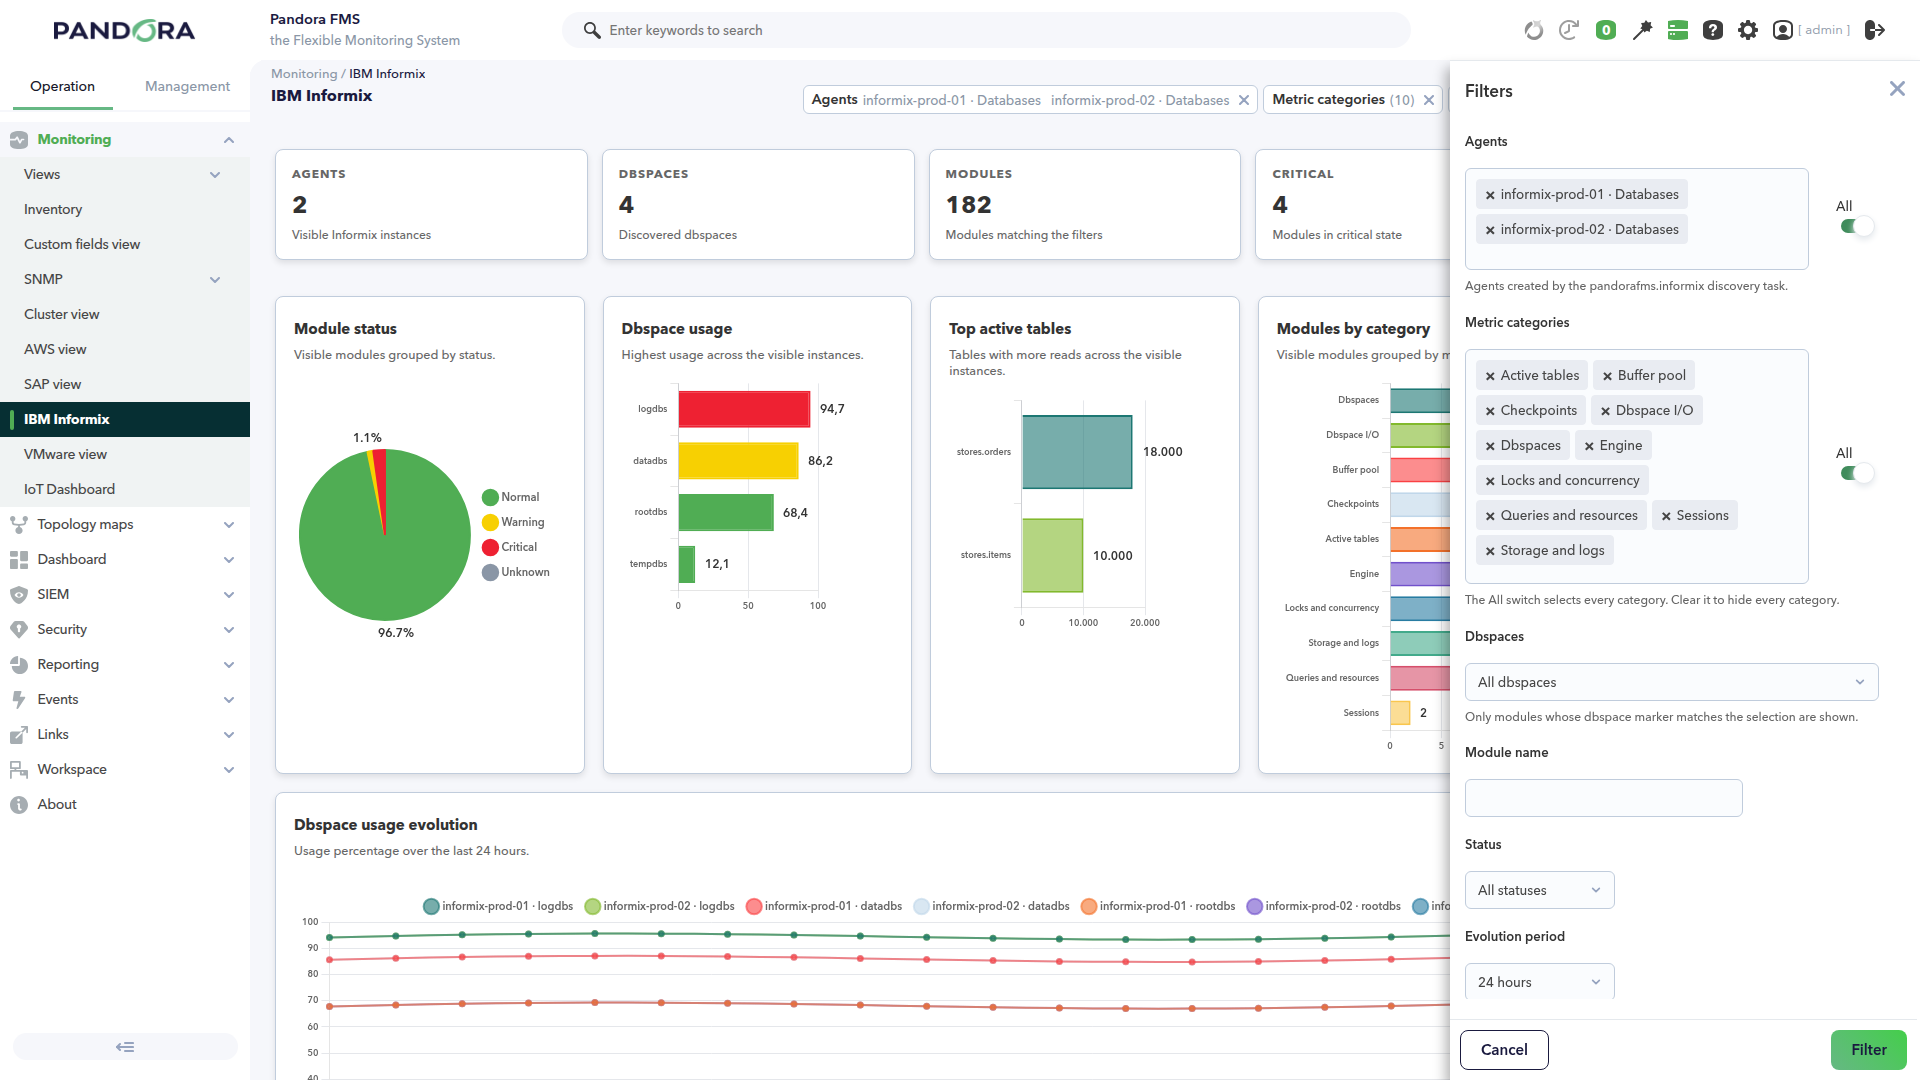 PANDORA
Pandora FMS
the Flexible Monitoring System
Enter keywords to search
0
[ admin ]
Operation
Management
Monitoring
Views
Inventory
Custom fields view
SNMP
Cluster view
AWS view
SAP view
IBM Informix
VMware view
IoT Dashboard
Topology maps
Dashboard
SIEM
Security
Reporting
Events
Links
Workspace
About
Monitoring / IBM Informix
IBM Informix
Agents informix-prod-01 · Databases informix-prod-02 · Databases
Metric categories (10)
AGENTS
2
Visible Informix instances
DBSPACES
4
Discovered dbspaces
MODULES
182
Modules matching the filters
CRITICAL
4
Modules in critical state
Module status
Visible modules grouped by status.
1.1%
96.7%
Normal
Warning
Critical
Unknown
Dbspace usage
Highest usage across the visible instances.
logdbs 94,7
datadbs 86,2
rootdbs 68,4
tempdbs 12,1
0 50 100
Top active tables
Tables with more reads across the visible
instances.
stores.orders 18.000
stores.items 10.000
0 10.000 20.000
Modules by category
Visible modules grouped by m
Dbspaces
Dbspace I/O
Buffer pool
Checkpoints
Active tables
Engine
Locks and concurrency
Storage and logs
Queries and resources
Sessions 2
0 5
Dbspace usage evolution
Usage percentage over the last 24 hours.
informix-prod-01 · logdbs informix-prod-02 · logdbs informix-prod-01 · datadbs informix-prod-02 · datadbs informix-prod-01 · rootdbs informix-prod-02 · rootdbs info
100
90
80
70
60
50
40
Filters
Agents
informix-prod-01 · Databases
informix-prod-02 · Databases
All
Agents created by the pandorafms.informix discovery task.
Metric categories
Active tables Buffer pool
Checkpoints Dbspace I/O
Dbspaces Engine
Locks and concurrency
Queries and resources Sessions
Storage and logs
All
The All switch selects every category. Clear it to hide every category.
Dbspaces
All dbspaces
Only modules whose dbspace marker matches the selection are shown.
Module name
Status
All statuses
Evolution period
24 hours
Cancel
Filter